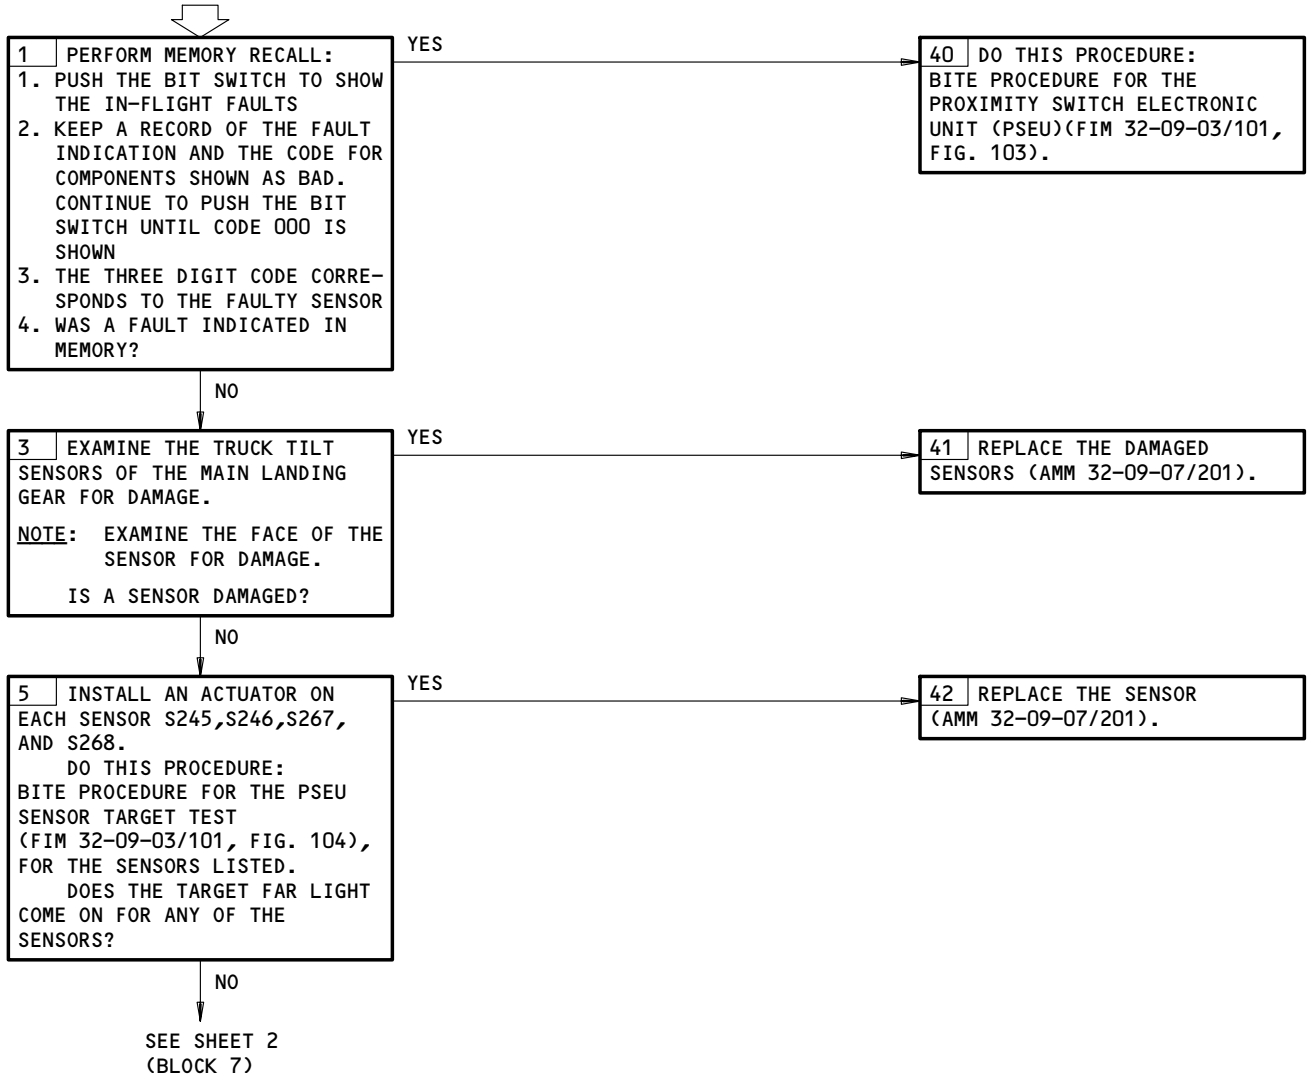 1 PERFORM MEMORY RECALL:
1. PUSH THE BIT SWITCH TO SHOW
THE IN-FLIGHT FAULTS
2. KEEP A RECORD OF THE FAULT
INDICATION AND THE CODE FOR
COMPONENTS SHOWN AS BAD.
CONTINUE TO PUSH THE BIT
SWITCH UNTIL CODE 000 IS
SHOWN
3. THE THREE DIGIT CODE CORRE-
SPONDS TO THE FAULTY SENSOR
4. WAS A FAULT INDICATED IN
MEMORY?
YES
40 DO THIS PROCEDURE:
BITE PROCEDURE FOR THE
PROXIMITY SWITCH ELECTRONIC
UNIT (PSEU)(FIM 32-09-03/101,
FIG. 103).
NO
3 EXAMINE THE TRUCK TILT
SENSORS OF THE MAIN LANDING
GEAR FOR DAMAGE.
NOTE: EXAMINE THE FACE OF THE
SENSOR FOR DAMAGE.
IS A SENSOR DAMAGED?
YES
41 REPLACE THE DAMAGED
SENSORS (AMM 32-09-07/201).
NO
5 INSTALL AN ACTUATOR ON
EACH SENSOR S245,S246,S267,
AND S268.
DO THIS PROCEDURE:
BITE PROCEDURE FOR THE PSEU
SENSOR TARGET TEST
(FIM 32-09-03/101, FIG. 104),
FOR THE SENSORS LISTED.
DOES THE TARGET FAR LIGHT
COME ON FOR ANY OF THE
SENSORS?
YES
42 REPLACE THE SENSOR
(AMM 32-09-07/201).
NO
SEE SHEET 2
(BLOCK 7)